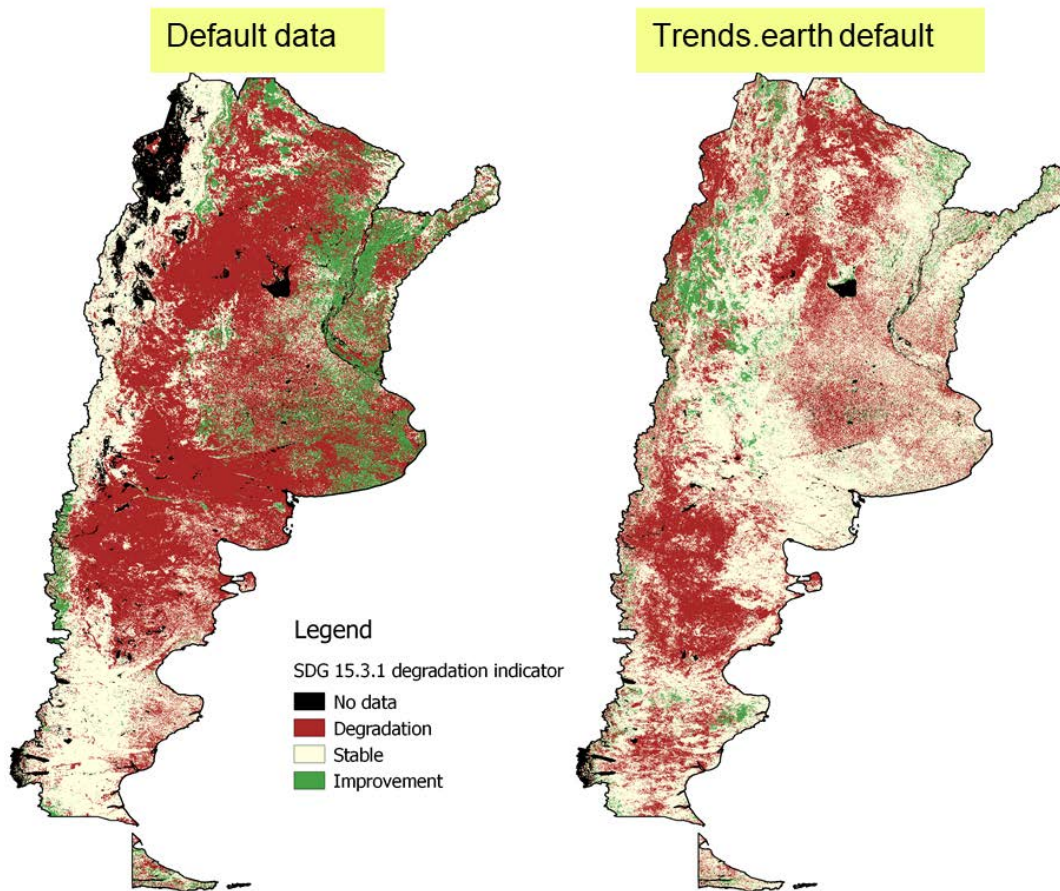 Default data
Trends.earth default
Legend
SDG 15.3.1 degradation indicator
No data
Degradation
Stable
Improvement